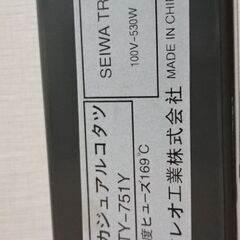 カジュアルコタツ
TY-751Y
度ヒューズ169℃
レオ工業株式会社
SEIWA TR
100V-530W
MADE IN CHI